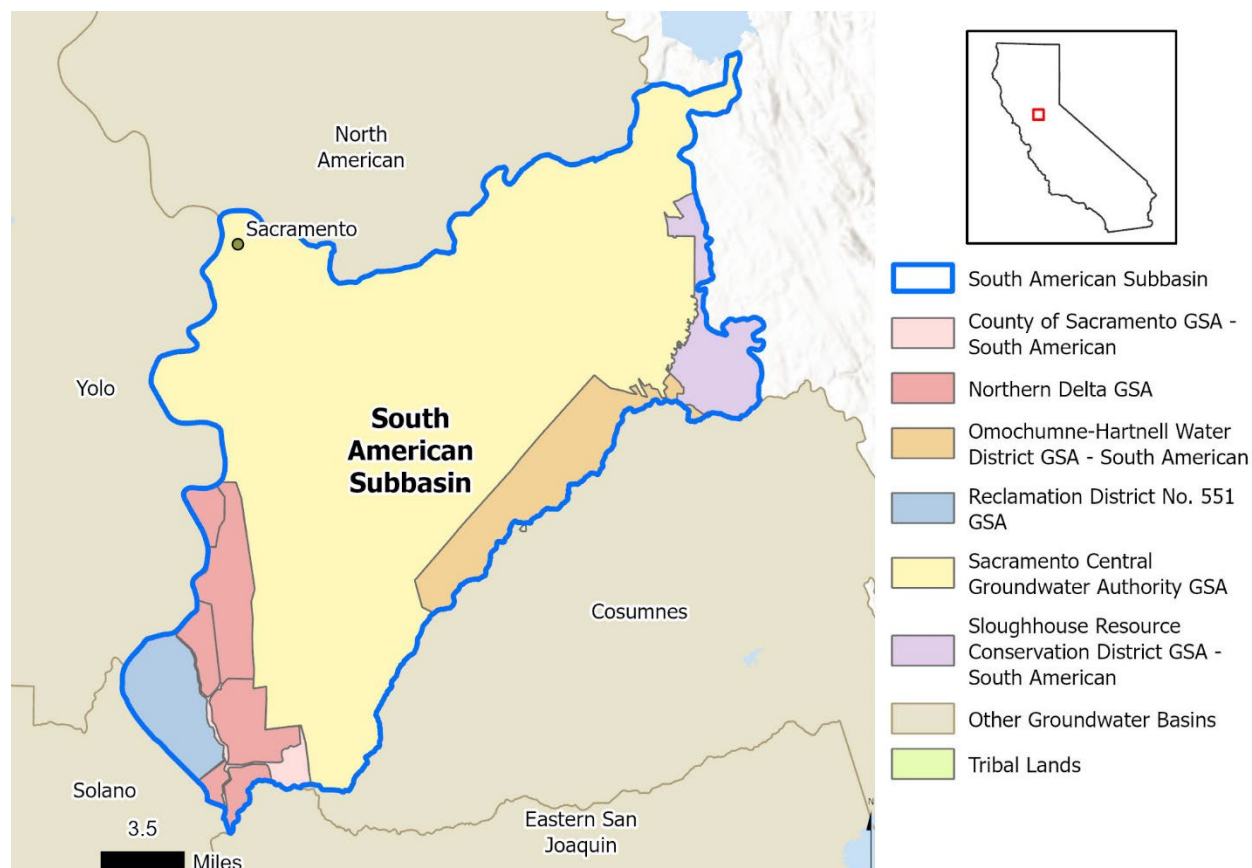 North
American
Sacramento
Yolo
South
American
Subbasin
Cosumnes
Solano
3.5
Miles
Eastern San
Joaquin
N
South American Subbasin
County of Sacramento GSA -
South American
Northern Delta GSA
Omochumne-Hartnell Water
District GSA - South American
Reclamation District No. 551
GSA
Sacramento Central
Groundwater Authority GSA
Sloughhouse Resource
Conservation District GSA -
South American
Other Groundwater Basins
Tribal Lands